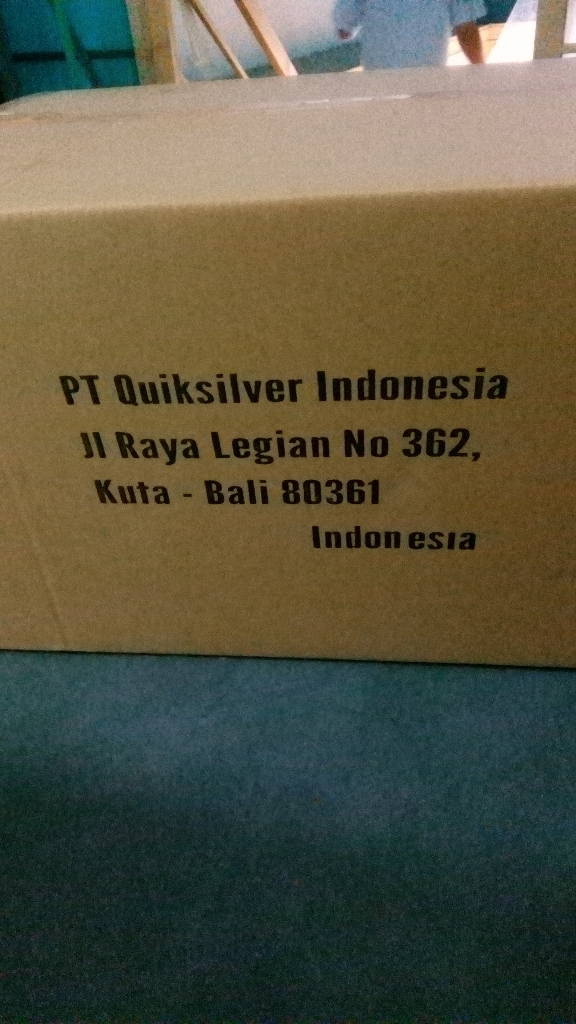 PT Quiksilver Indonesia
Jl Raya Legian No 362,
Kuta - Bali 80361
Indonesia